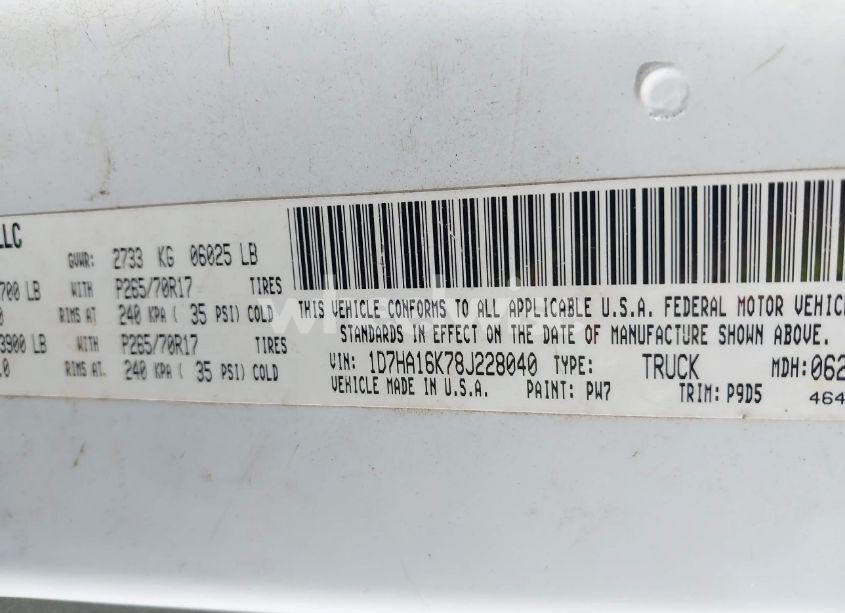 LLC
GVWR: 2733 KG 06025 LB
700 LB WITH P265/70R17 TIRES
0 RIMS AT 240 KPA ( 35 PSI) COLD
3900 LB WITH P265/70R17 TIRES
.0 RIMS AT. 240 KPA ( 35 PSI) COLD
THIS VEHICLE CONFORMS TO ALL APPLICABLE U.S.A. FEDERAL MOTOR VEHIC
STANDARDS IN EFFECT ON THE DATE OF MANUFACTURE SHOWN ABOVE.
VIN: 1D7HA16K78J228040 TYPE: TRUCK MDH: 062
VEHICLE MADE IN U.S.A. PAINT: PW7 TRIM: P9D5 464